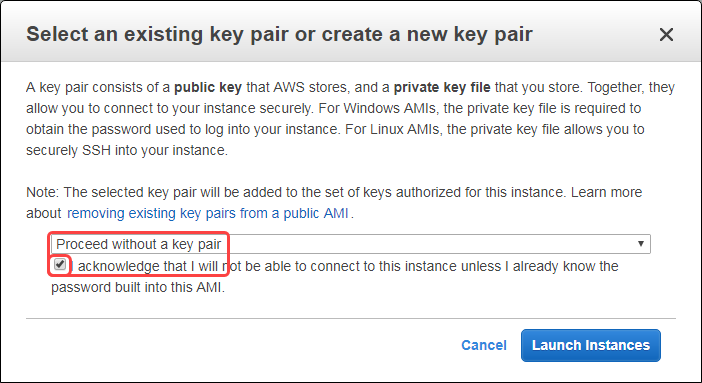 Select an existing key pair or create a new key pair
A key pair consists of a public key that AWS stores, and a private key file that you store. Together, they
allow you to connect to your instance securely. For Windows AMIs, the private key file is required to
obtain the password used to log into your instance. For Linux AMIs, the private key file allows you to
securely SSH into your instance.
Note: The selected key pair will be added to the set of keys authorized for this instance. Learn more
about removing existing key pairs from a public AMI.
Proceed without a key pair
I acknowledge that I will not be able to connect to this instance unless I already know the
password built into this AMI.
Cancel Launch Instances